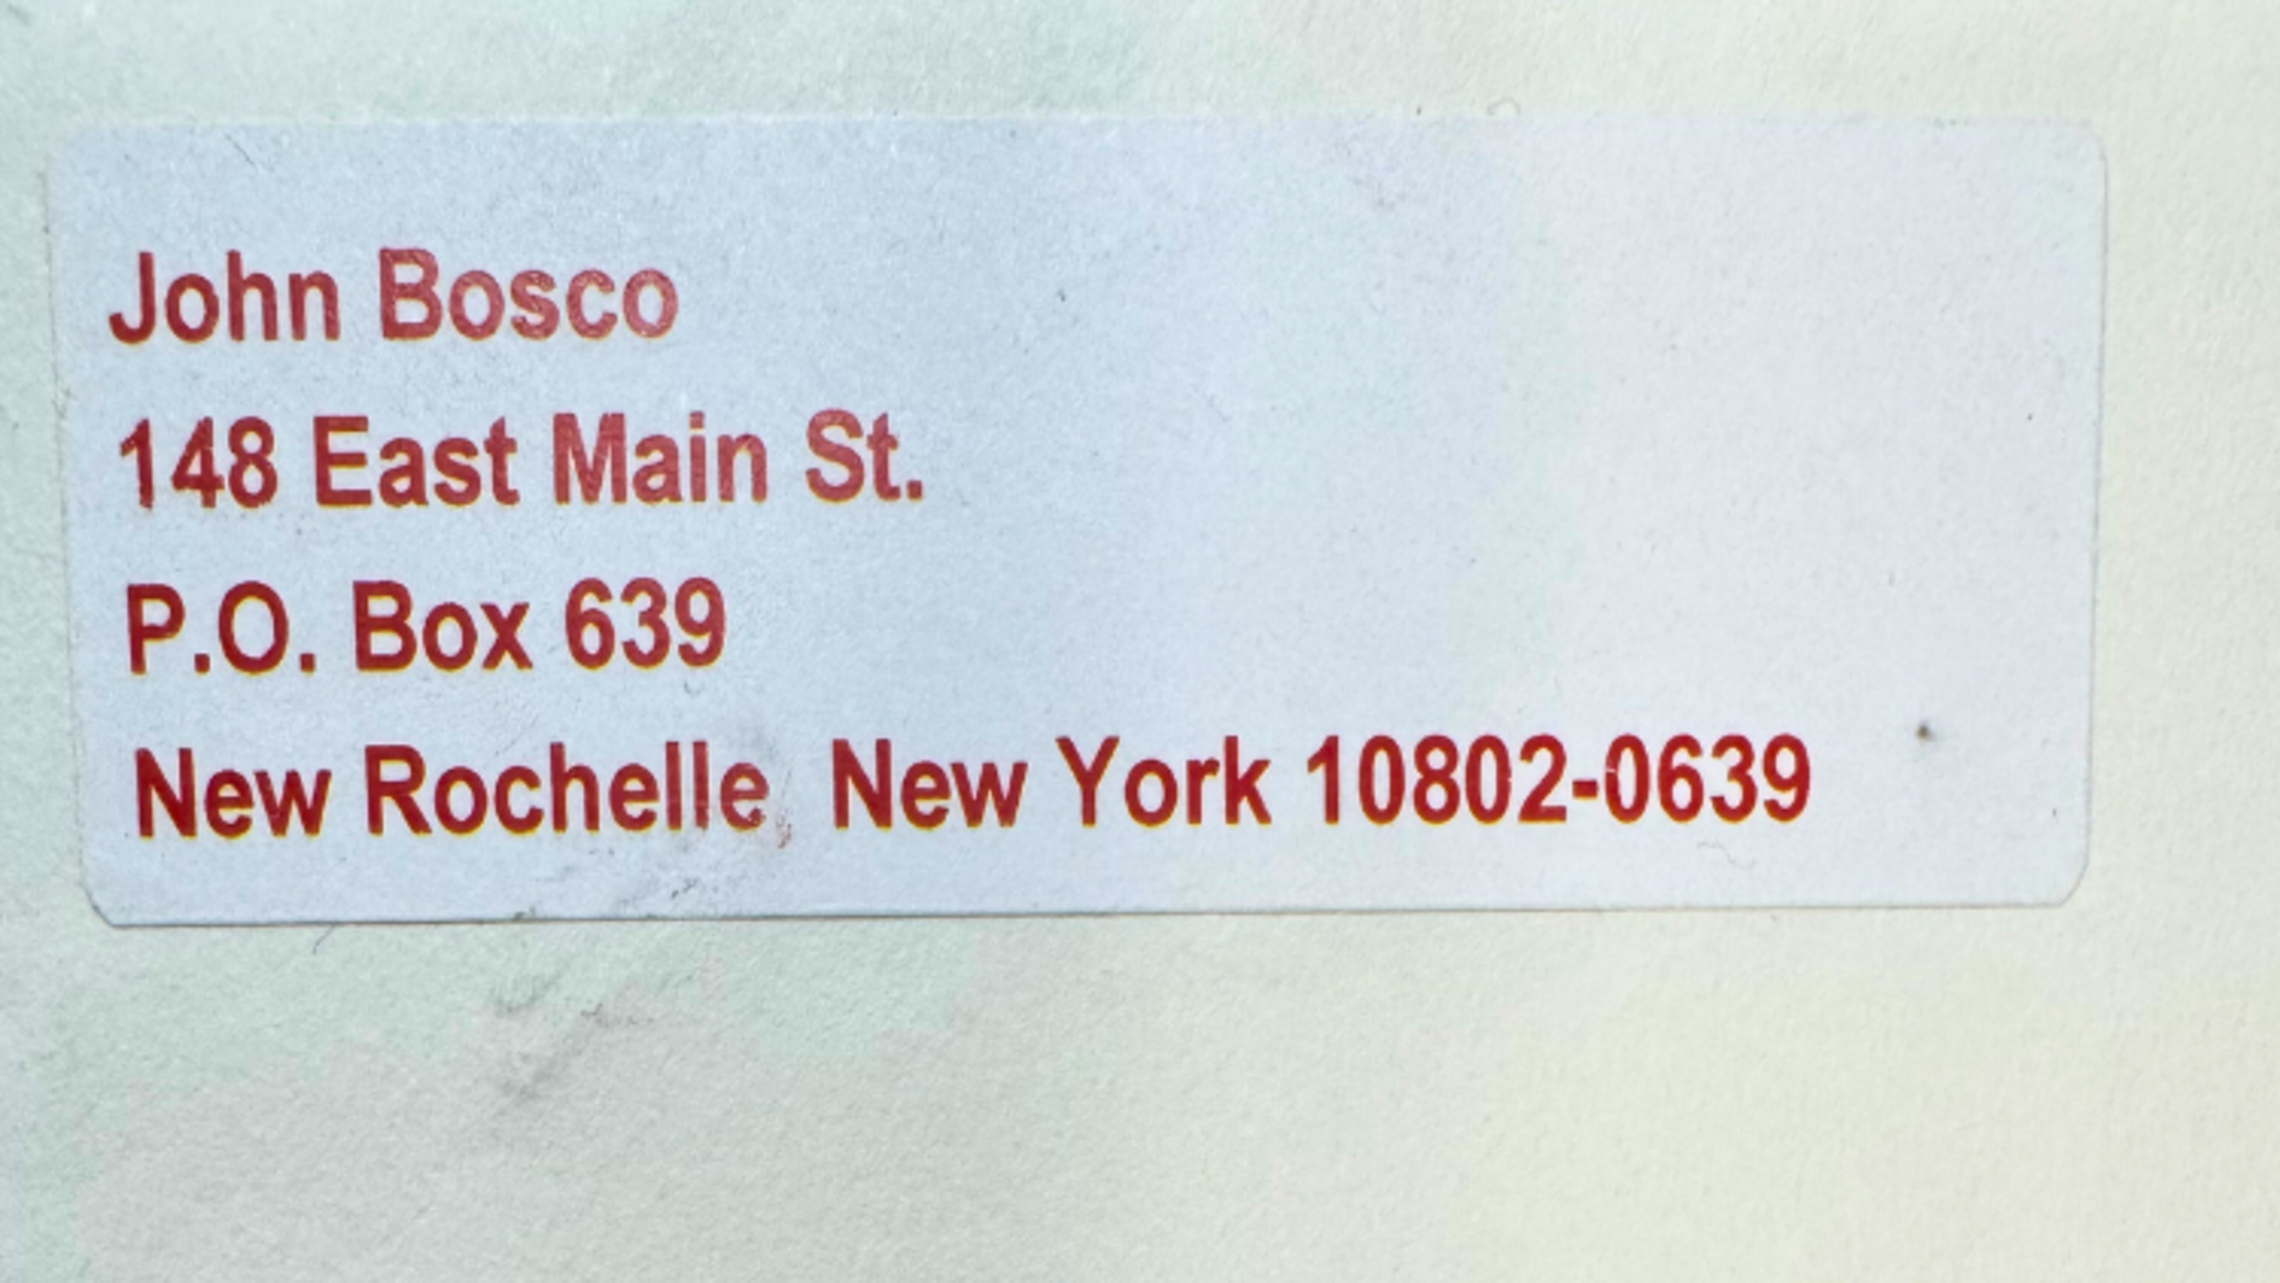 John Bosco
148 East Main St.
P.O. Box 639
New Rochelle, New York 10802-0639